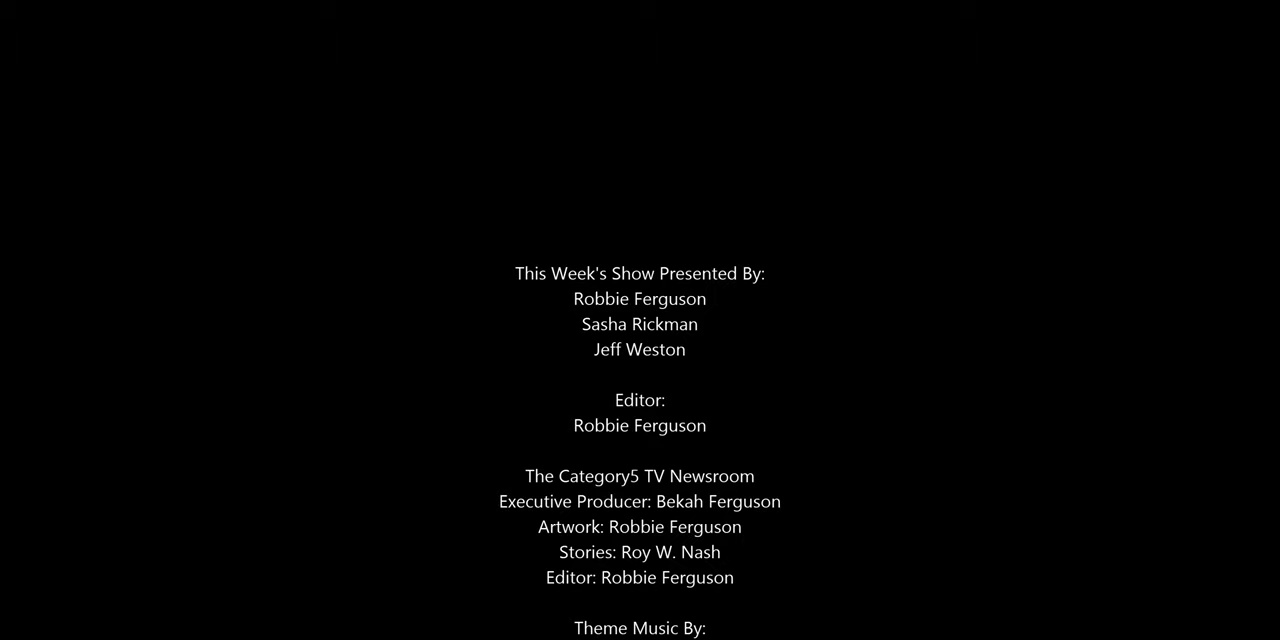 This Week's Show Presented By:
Robbie Ferguson
Sasha Rickman
Jeff Weston
Editor:
Robbie Ferguson
The Category5 TV Newsroom
Executive Producer: Bekah Ferguson
Artwork: Robbie Ferguson
Stories: Roy W. Nash
Editor: Robbie Ferguson
Theme Music By: